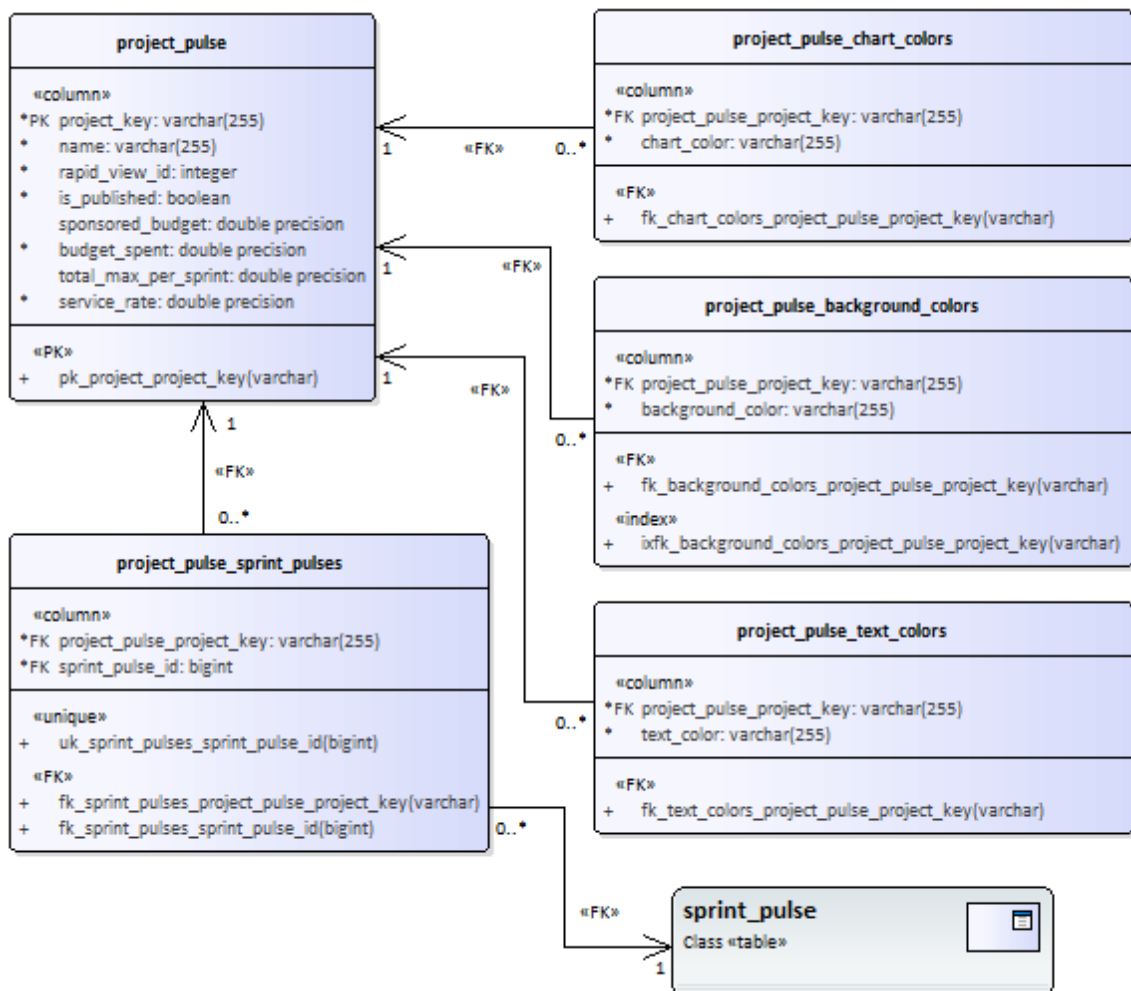 project_pulse
«column»
*PK project_key: varchar(255)
* name: varchar(255)
* rapid_view_id: integer
* is_published: boolean
sponsored_budget: double precision
* budget_spent: double precision
total_max_per_sprint: double precision
* service_rate: double precision
«PK»
+ pk_project_project_key(varchar)
project_pulse_chart_colors
«column»
*FK project_pulse_project_key: varchar(255)
* chart_color: varchar(255)
«FK»
+ fk_chart_colors_project_pulse_project_key(varchar)
1
«FK»
0..*
project_pulse_background_colors
«column»
*FK project_pulse_project_key: varchar(255)
* background_color: varchar(255)
«FK»
+ fk_background_colors_project_pulse_project_key(varchar)
«index»
+ ixfk_background_colors_project_pulse_project_key(varchar)
1
«FK»
0..*
project_pulse_text_colors
«column»
*FK project_pulse_project_key: varchar(255)
* text_color: varchar(255)
«FK»
+ fk_text_colors_project_pulse_project_key(varchar)
1
«FK»
0..*
1
«FK»
0..*
project_pulse_sprint_pulses
«column»
*FK project_pulse_project_key: varchar(255)
*FK sprint_pulse_id: bigint
«unique»
+ uk_sprint_pulses_sprint_pulse_id(bigint)
«FK»
+ fk_sprint_pulses_project_pulse_project_key(varchar)
+ fk_sprint_pulses_sprint_pulse_id(bigint)
0..*
«FK»
1
sprint_pulse
Class «table»